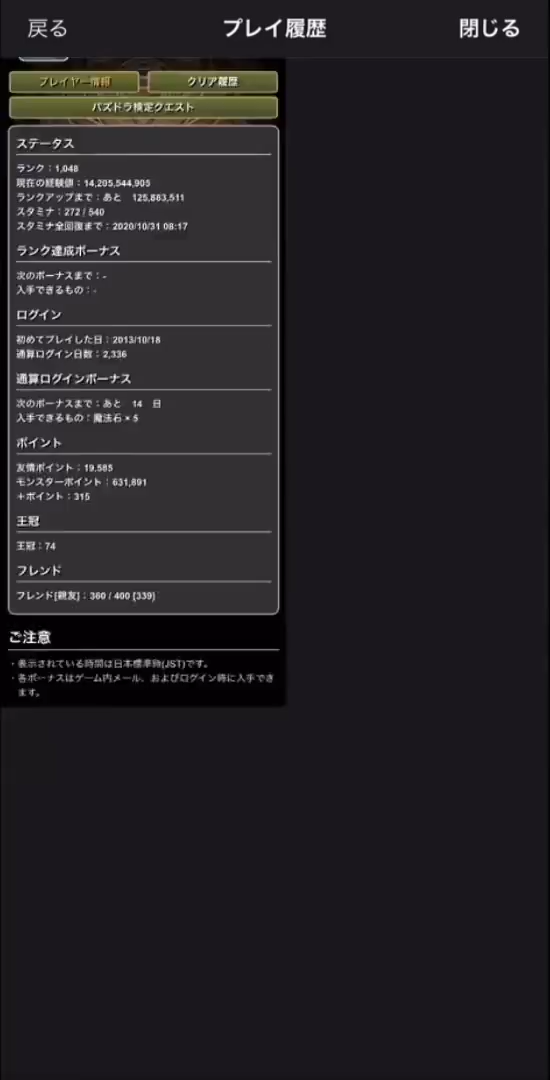 戻る
プレイ履歴
閉じる
プレイヤー情報
クリア履歴
パズドラ検定クエスト
ステータス
ランク：1,048
現在の経験値：14,205,544,905
ランクアップまで：あと 125,883,511
スタミナ：272 / 540
スタミナ全回復まで：2020/10/31 08:17
ランク達成ボーナス
次のボーナスまで：-
入手できるもの：-
ログイン
初めてプレイした日：2013/10/18
通算ログイン日数：2,336
通算ログインボーナス
次のボーナスまで：あと 14 日
入手できるもの：魔法石 × 5
ポイント
友情ポイント：19,585
モンスターポイント：631,891
＋ポイント：315
王冠
王冠：74
フレンド
フレンド[親友]：360 / 400 [339]
ご注意
・表示されている時間は日本標準時(JST)です。
・各ボーナスはゲーム内メール、およびログイン時に入手でき
ます。